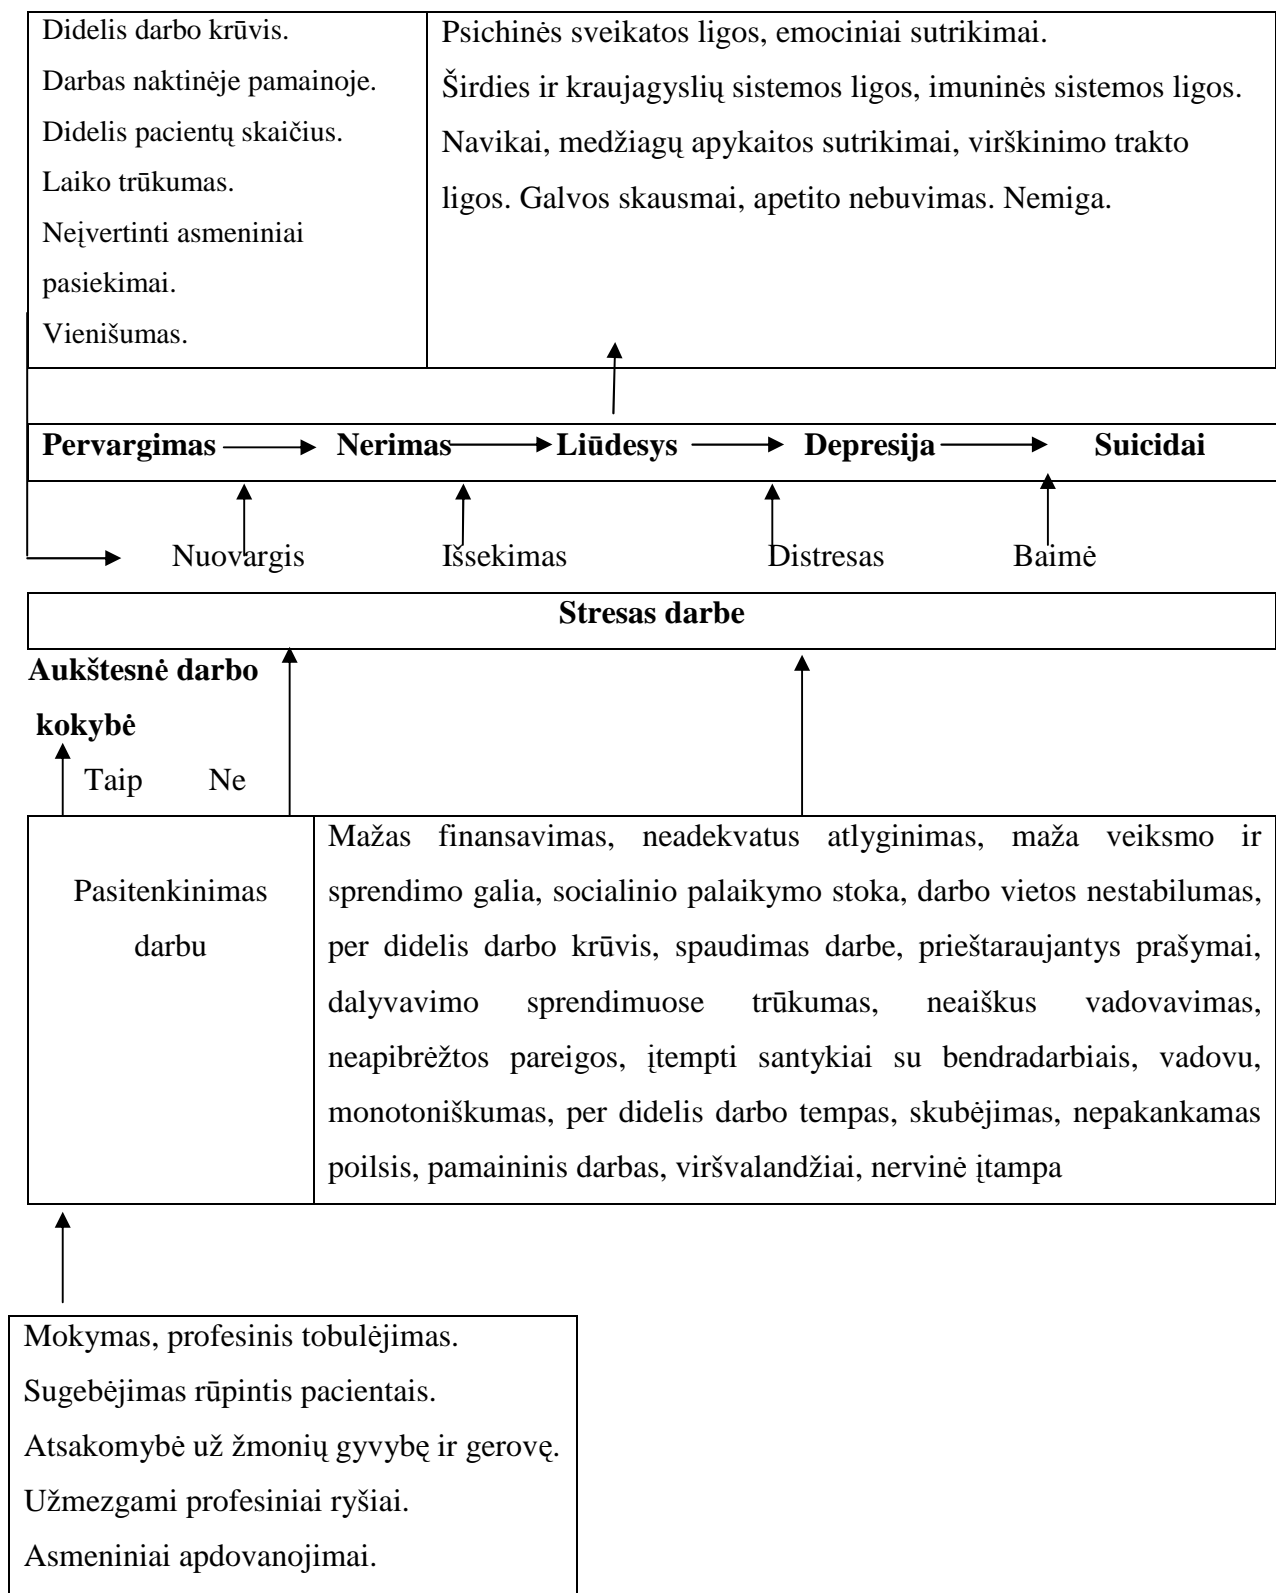 Didelis darbo krūvis.
Darbas naktinėje pamainoje.
Didelis pacientų skaičius.
Laiko trūkumas.
Neįvertinti asmeniniai
pasiekimai.
Vienišumas.
Psichinės sveikatos ligos, emociniai sutrikimai.
Širdies ir kraujagyslių sistemos ligos, imuninės sistemos ligos.
Navikai, medžiagų apykaitos sutrikimai, virškinimo trakto
ligos. Galvos skausmai, apetito nebuvimas. Nemiga.
Pervargimas Nerimas Liūdesys Depresija Suicidai
Nuovargis Išsekimas Distresas Baimė
Stresas darbe
Aukštesnė darbo
kokybė
Taip Ne
Pasitenkinimas
darbu
Mažas finansavimas, neadekvatus atlyginimas, maža veiksmo ir
sprendimo galia, socialinio palaikymo stoka, darbo vietos nestabilumas,
per didelis darbo krūvis, spaudimas darbe, prieštaraujantys prašymai,
dalyvavimo sprendimuose trūkumas, neaiškus vadovavimas,
neapibrėžtos pareigos, įtempti santykiai su bendradarbiais, vadovu,
monotoniškumas, per didelis darbo tempas, skubėjimas, nepakankamas
poilsis, pamaininis darbas, viršvalandžiai, nervinė įtampa
Mokymas, profesinis tobulėjimas.
Sugebėjimas rūpintis pacientais.
Atsakomybė už žmonių gyvybę ir gerovę.
Užmezgami profesiniai ryšiai.
Asmeniniai apdovanojimai.